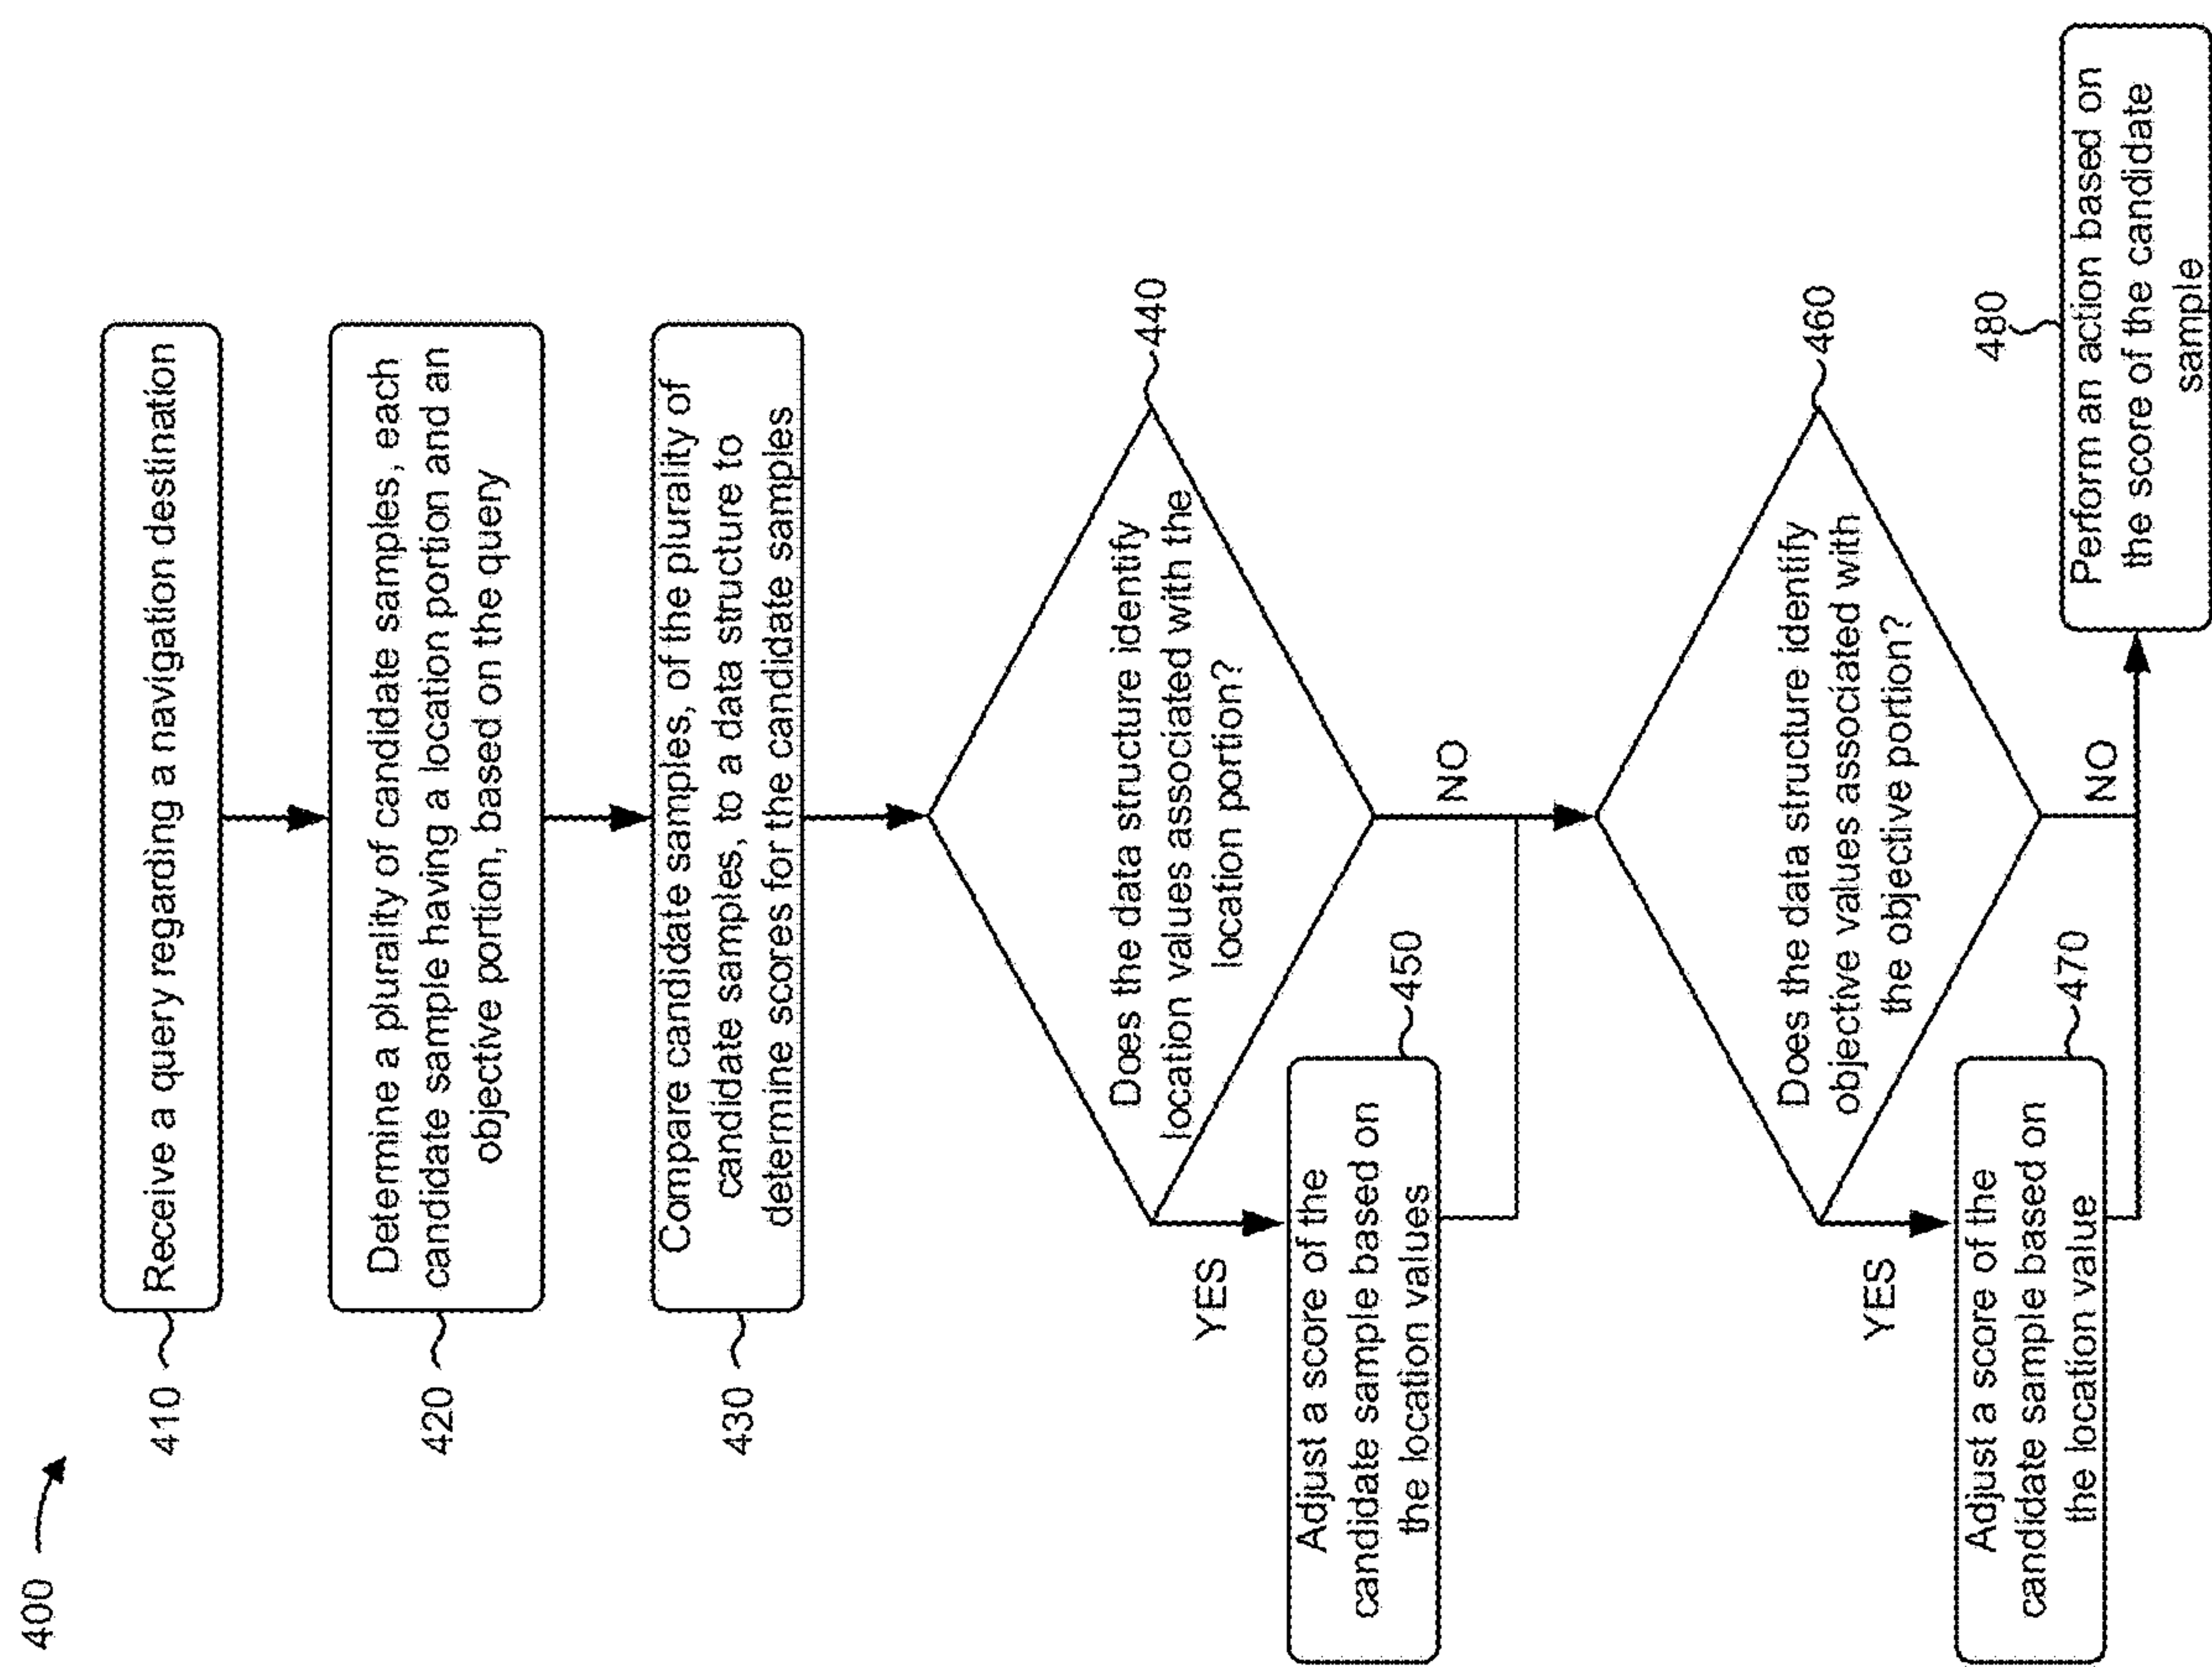 400
410
Receive a query regarding a navigation destination
420
Determine a plurality of candidate samples, each
candidate sample having a location portion and an
objective portion, based on the query
430
Compare candidate samples, of the plurality of
candidate samples, to a data structure to
determine scores for the candidate samples
440
Does the data structure identify
location values associated with the
location portion?
YES
NO
450
Adjust a score of the
candidate sample based on
the location values
460
Does the data structure identify
objective values associated with
the objective portion?
YES
NO
470
Adjust a score of the
candidate sample based on
the location value
480
Perform an action based on
the score of the candidate
sample